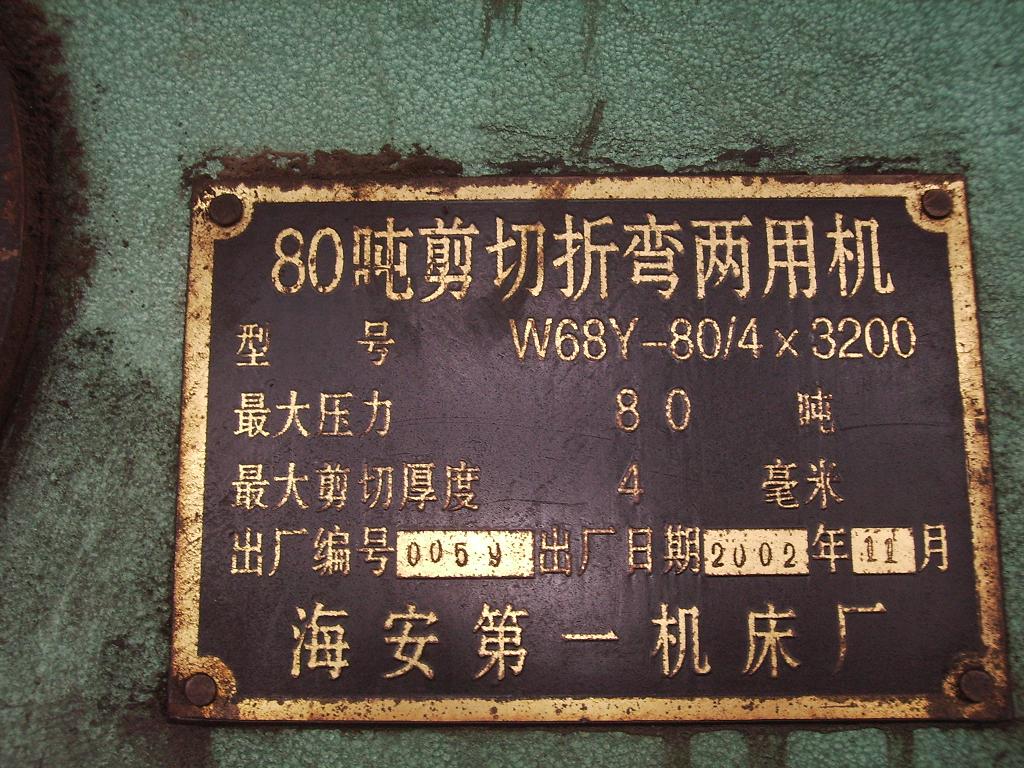 80吨剪切折弯两用机
型 号 W68Y-80/4×3200
最大压力 80 吨
最大剪切厚度 4 毫米
出厂编号 0059 出厂日期 2002 年 11 月
海安第一机床厂